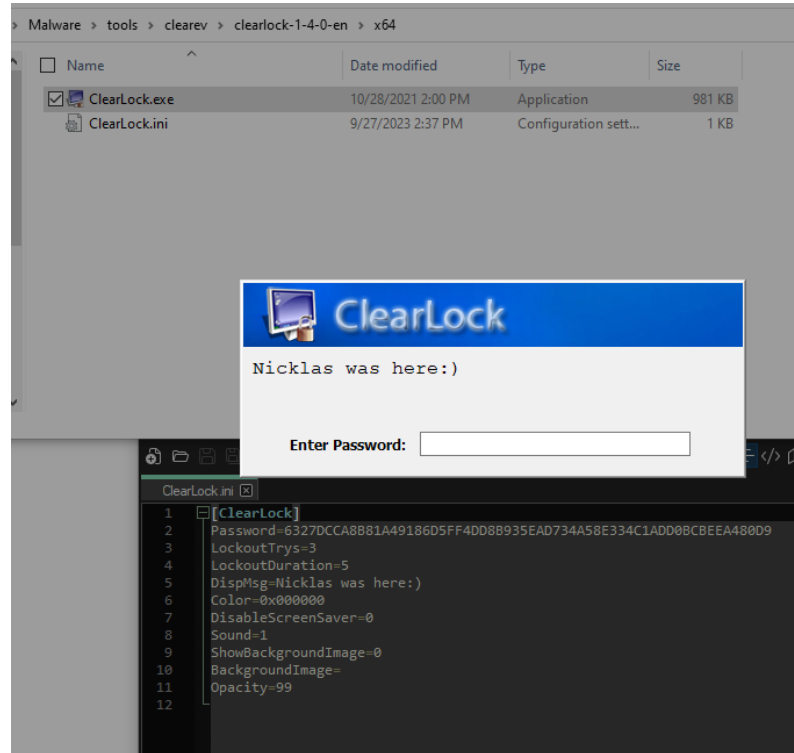 Malware > tools > clearev > clearlock-1-4-0-en > x64
Name Date modified Type Size
ClearLock.exe 10/28/2021 2:00 PM Application 981 KB
ClearLock.ini 9/27/2023 2:37 PM Configuration sett... 1 KB
ClearLock
Nicklas was here:)
Enter Password:
ClearLock.ini
1 [ClearLock]
2 Password=6327DCCA8B81A49186D5FF4DD8B935EAD734A58E334C1ADD0BCBEEA480D9
3 LockoutTrys=3
4 LockoutDuration=5
5 DispMsg=Nicklas was here:)
6 Color=0x000000
7 DisableScreenSaver=0
8 Sound=1
9 ShowBackgroundImage=0
10 BackgroundImage=
11 Opacity=99
12